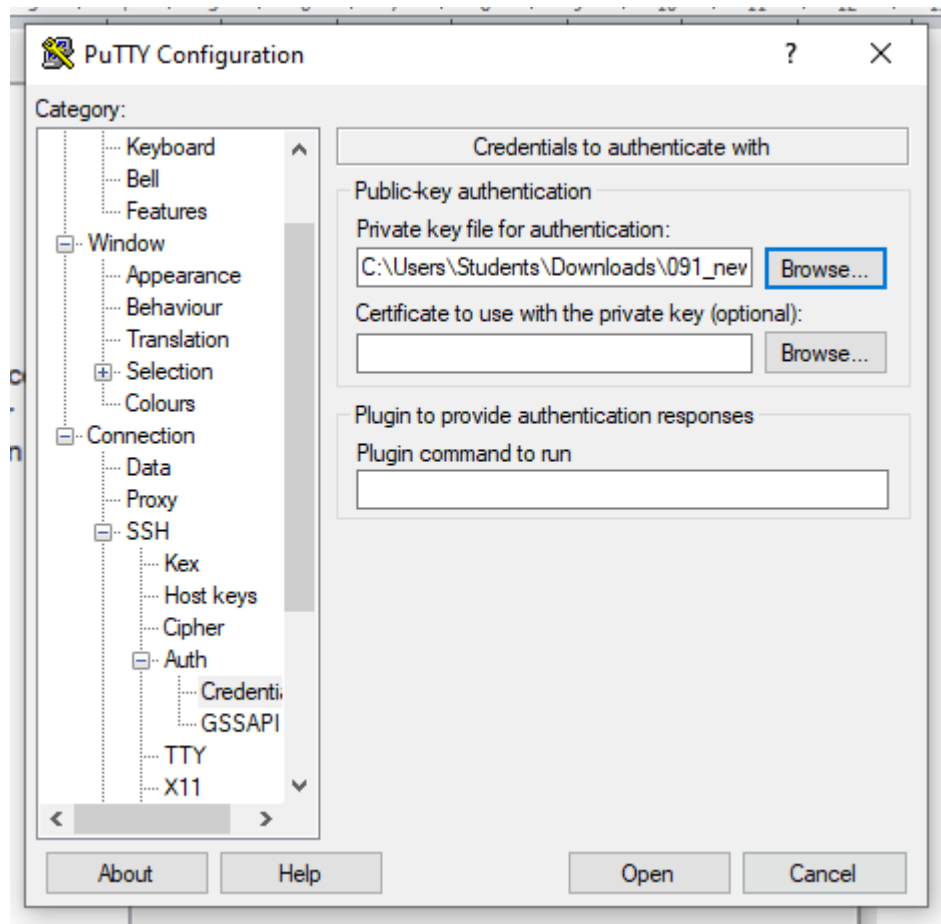 PuTTY Configuration
?
Category:
Keyboard
Bell
Features
Window
Appearance
Behaviour
Translation
Selection
Colours
Connection
Data
Proxy
SSH
Kex
Host keys
Cipher
Auth
Credentia
GSSAPI
TTY
X11
Credentials to authenticate with
Public-key authentication
Private key file for authentication:
C:\Users\Students\Downloads\091_new
Browse...
Certificate to use with the private key (optional):
Browse...
Plugin to provide authentication responses
Plugin command to run
About
Help
Open
Cancel